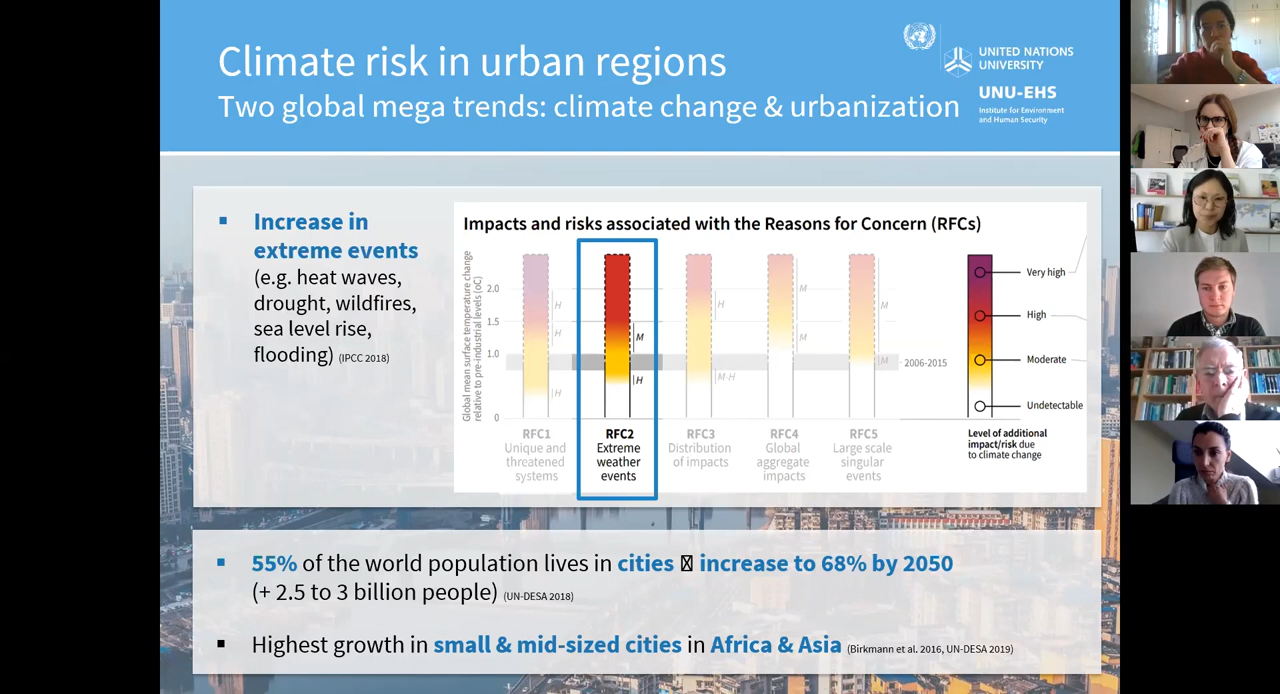 Climate risk in urban regions
Two global mega trends: climate change & urbanization
UNITED NATIONS
UNIVERSITY
UNU-EHS
Institute for Environment
and Human Security
Increase in
extreme events
(e.g. heat waves,
drought, wildfires,
sea level rise,
flooding) (IPCC 2018)
Impacts and risks associated with the Reasons for Concern (RFCs)
Global mean surface temperature change
relative to pre-industrial levels (oC)
2.0
1.5
1.0
0
H
H
H
M
H
H
M-H
M
M
M
M
2006-2015
RFC1
Unique and
threatened
systems
RFC2
Extreme
weather
events
RFC3
Distribution
of impacts
RFC4
Global
aggregate
impacts
RFC5
Large scale
singular
events
Very high
High
Moderate
Undetectable
Level of additional
impact/risk due
to climate change
55% of the world population lives in cities increase to 68% by 2050
(+ 2.5 to 3 billion people) (UN-DESA 2018)
Highest growth in small & mid-sized cities in Africa & Asia (Birkmann et al. 2016, UN-DESA 2019)